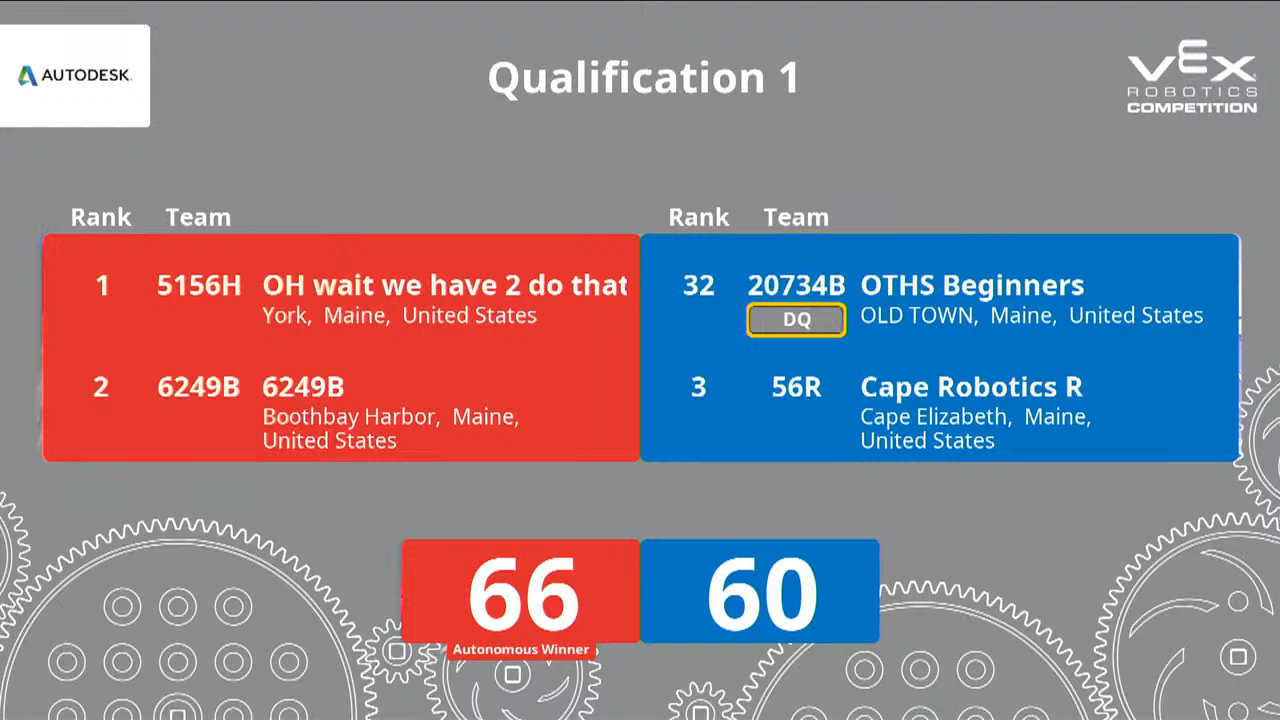 AUTODESK
Qualification 1
VEX
ROBOTICS
COMPETITION
Rank Team
1 5156H OH wait we have 2 do that
York, Maine, United States
2 6249B 6249B
Boothbay Harbor, Maine,
United States
Rank Team
32 20734B OTHS Beginners
DQ OLD TOWN, Maine, United States
3 56R Cape Robotics R
Cape Elizabeth, Maine,
United States
66 60
Autonomous Winner